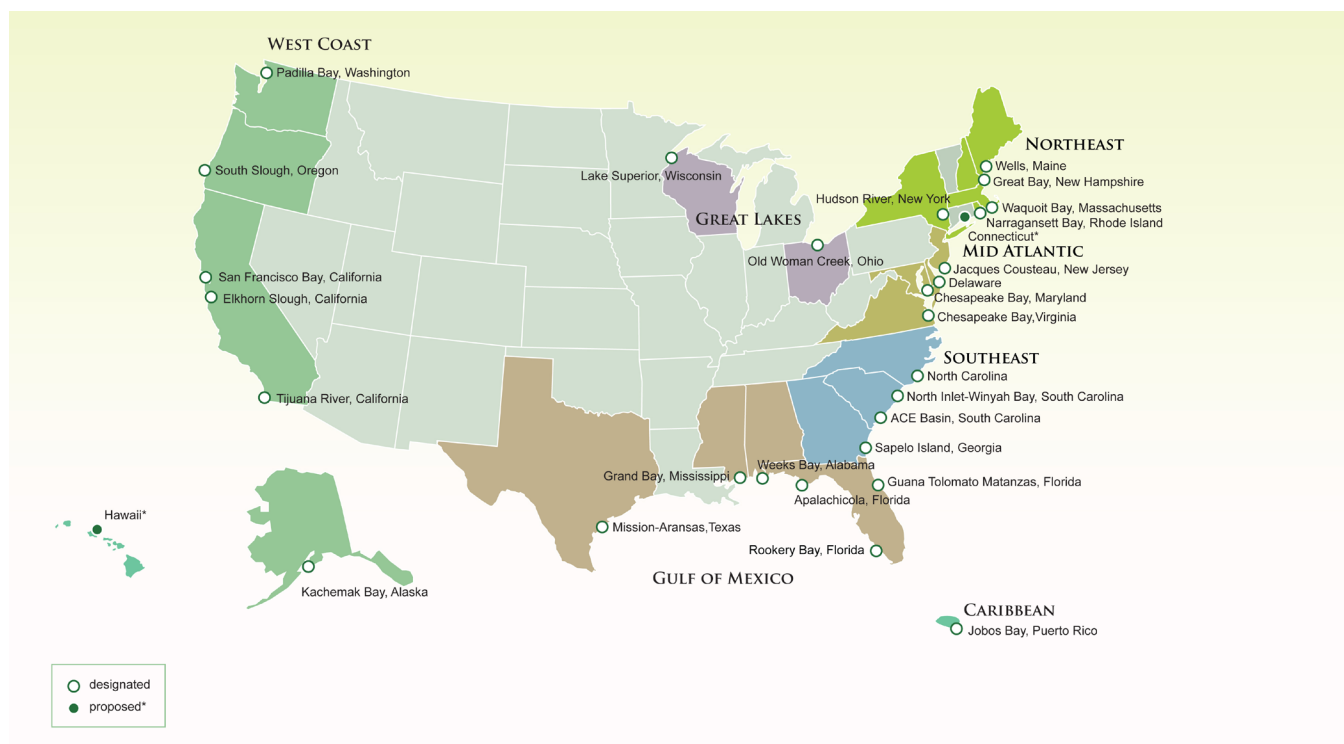 WEST COAST
Padilla Bay, Washington
South Slough, Oregon
San Francisco Bay, California
Elkhorn Slough, California
Tijuana River, California
Lake Superior, Wisconsin
GREAT LAKES
Old Woman Creek, Ohio
NORTHEAST
Wells, Maine
Great Bay, New Hampshire
Hudson River, New York
Waquoit Bay, Massachusetts
Narragansett Bay, Rhode Island
Connecticut*
MID ATLANTIC
Jacques Cousteau, New Jersey
Delaware
Chesapeake Bay, Maryland
Chesapeake Bay,Virginia
SOUTHEAST
North Carolina
North Inlet-Winyah Bay, South Carolina
ACE Basin, South Carolina
Sapelo Island, Georgia
Weeks Bay, Alabama
Grand Bay, Mississippi
Guana Tolomato Matanzas, Florida
Apalachicola, Florida
Mission-Aransas,Texas
Rookery Bay, Florida
GULF OF MEXICO
Hawaii*
Kachemak Bay, Alaska
CARIBBEAN
Jobos Bay, Puerto Rico
designated
proposed*